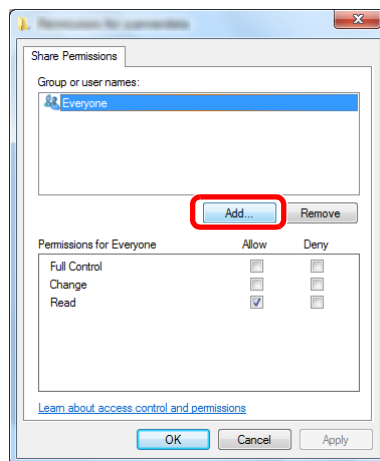 Share Permissions
Group or user names:
Everyone
Add... Remove
Permissions for Everyone Allow Deny
Full Control
Change
Read
Learn about access control and permissions
OK Cancel Apply